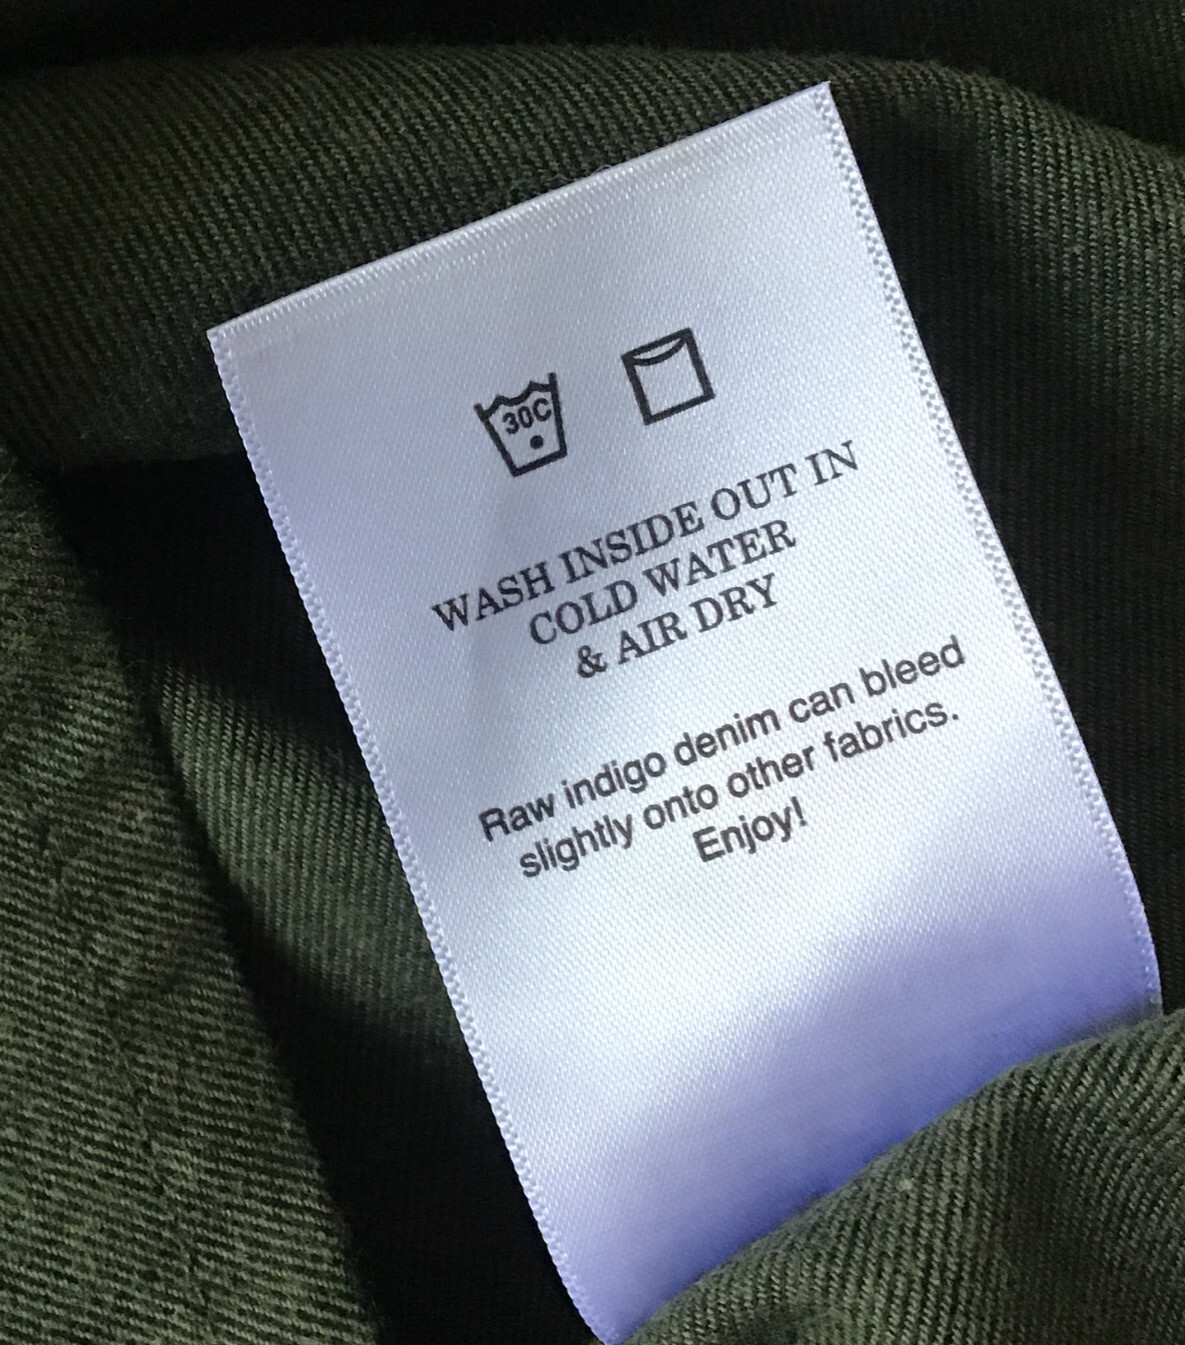 30C
WASH INSIDE OUT IN
COLD WATER
& AIR DRY
Raw indigo denim can bleed
slightly onto other fabrics.
Enjoy!